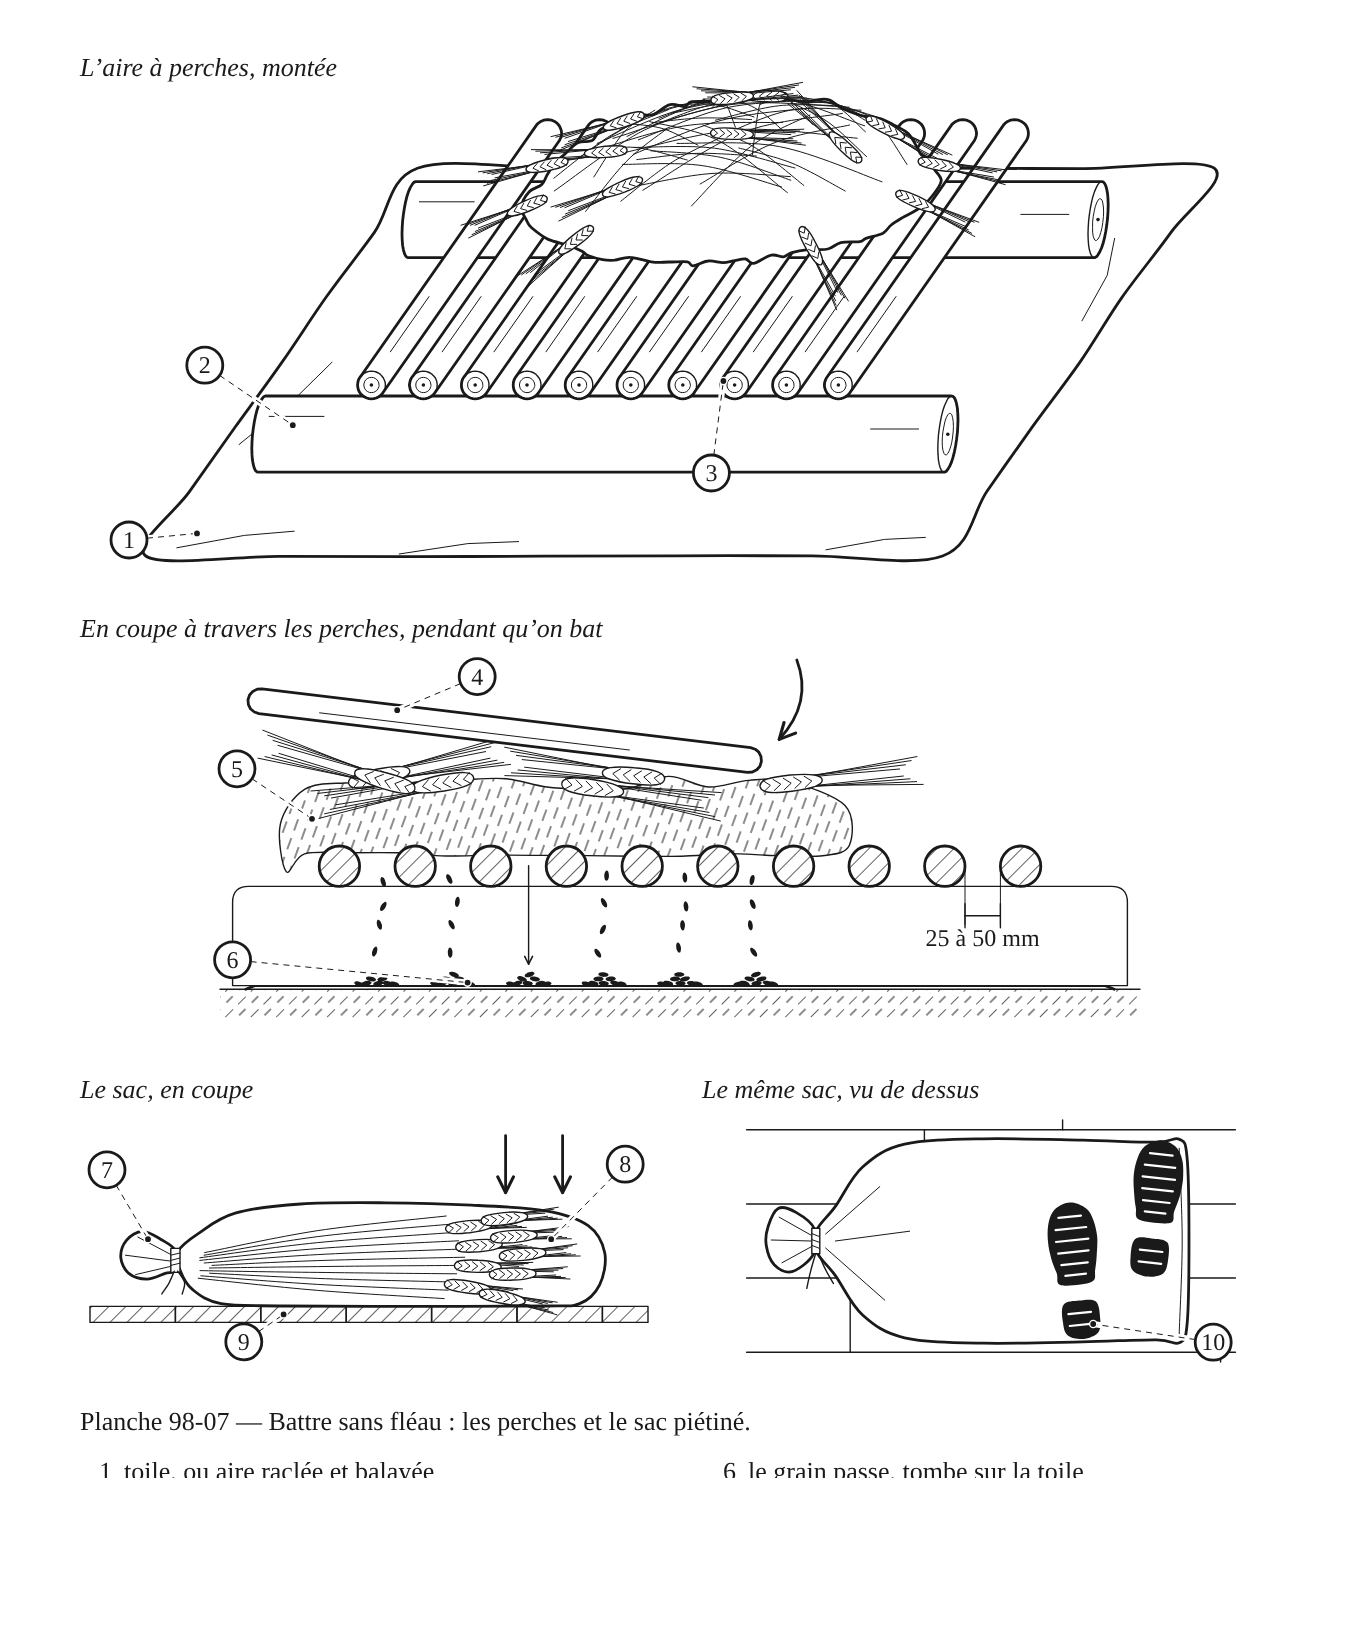 L’aire à perches, montée
2
3
1
En coupe à travers les perches, pendant qu’on bat
4
5
25 à 50 mm
6
Le sac, en coupe
Le même sac, vu de dessus
7
8
9
10
Planche 98-07 — Battre sans fléau : les perches et le sac piétiné.
1 toile, ou aire raclée et balayée
6 le grain passe, tombe sur la toile